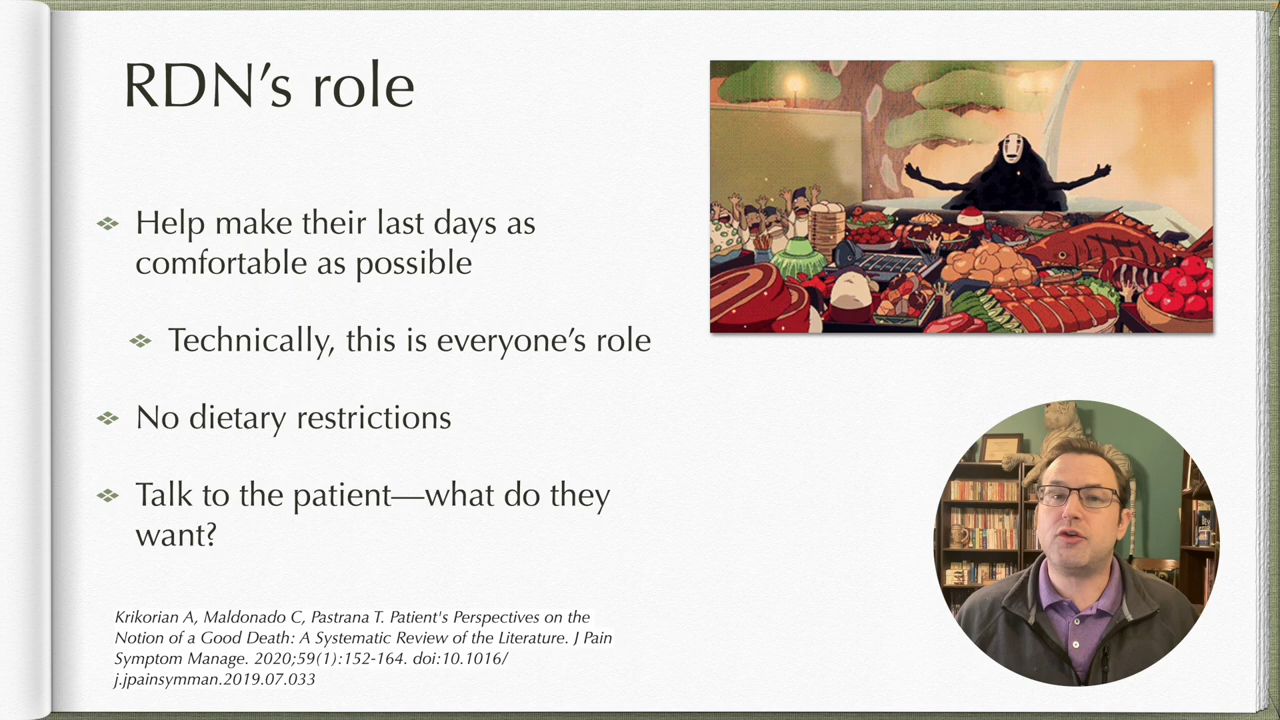 RDN’s role
Help make their last days as
comfortable as possible
Technically, this is everyone’s role
No dietary restrictions
Talk to the patient—what do they
want?
Krikorian A, Maldonado C, Pastrana T. Patient's Perspectives on the
Notion of a Good Death: A Systematic Review of the Literature. J Pain
Symptom Manage. 2020;59(1):152-164. doi:10.1016/
j.jpainsymman.2019.07.033